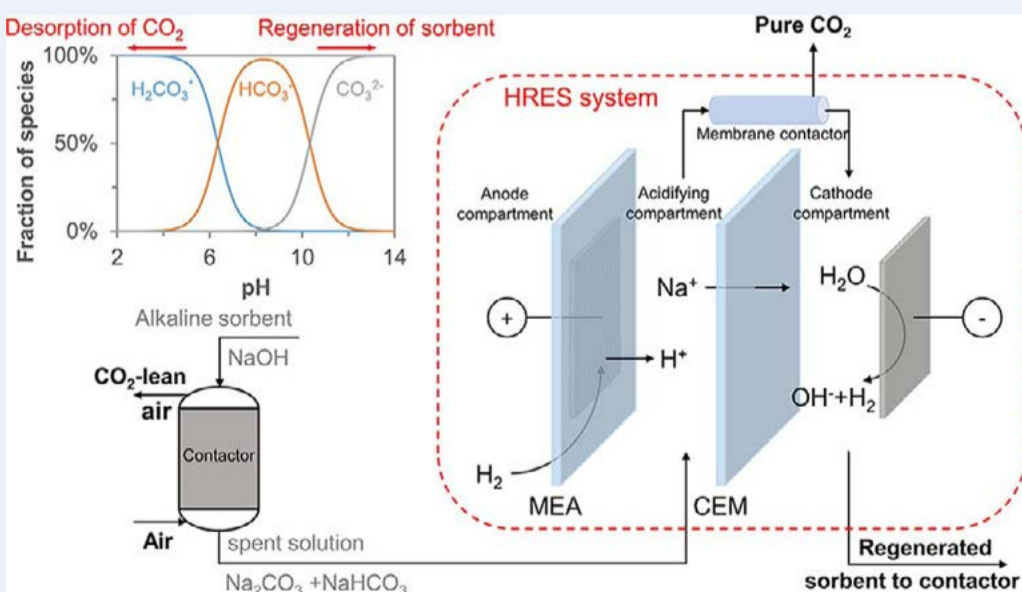 Desorption of CO₂
Regeneration of sorbent
100%
50%
0%
Fraction of species
H₂CO₃*
HCO₃⁻
CO₃²⁻
2
6
10
14
pH
Alkaline sorbent
NaOH
CO₂-lean
air
Contactor
Air
spent solution
Na₂CO₃ +NaHCO₃
Pure CO₂
HRES system
Membrane contactor
Anode
compartment
Acidifying
compartment
Cathode
compartment
+
Na⁺
H₂O
-
H⁺
OH⁻+H₂
H₂
MEA
CEM
Regenerated
sorbent to contactor